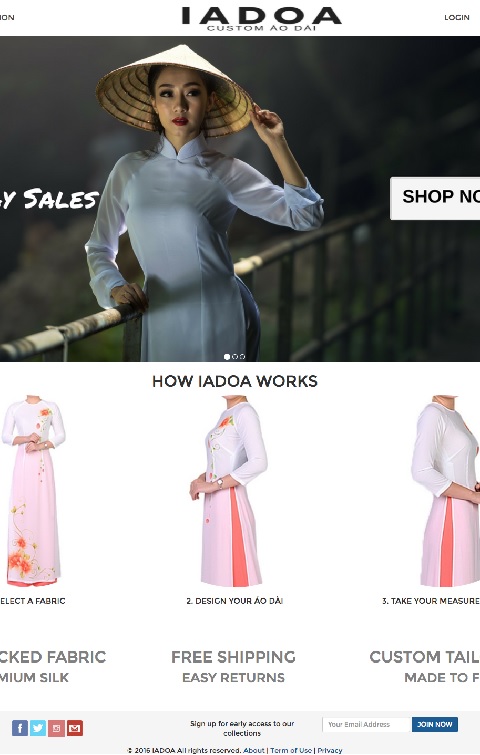 ION
IADOA
LOGIN
CUSTOM ÁO DÀI
Y SALES
SHOP NO
HOW IADOA WORKS
ELECT A FABRIC
2. DESIGN YOUR ÁO DÀI
3. TAKE YOUR MEASURE
CKED FABRIC
FREE SHIPPING
CUSTOM TAIL
MIUM SILK
EASY RETURNS
MADE TO F
Sign up for early access to our
collections
Your Email Address
JOIN NOW
© 2016 IADOA All rights reserved. About | Term of Use | Privacy